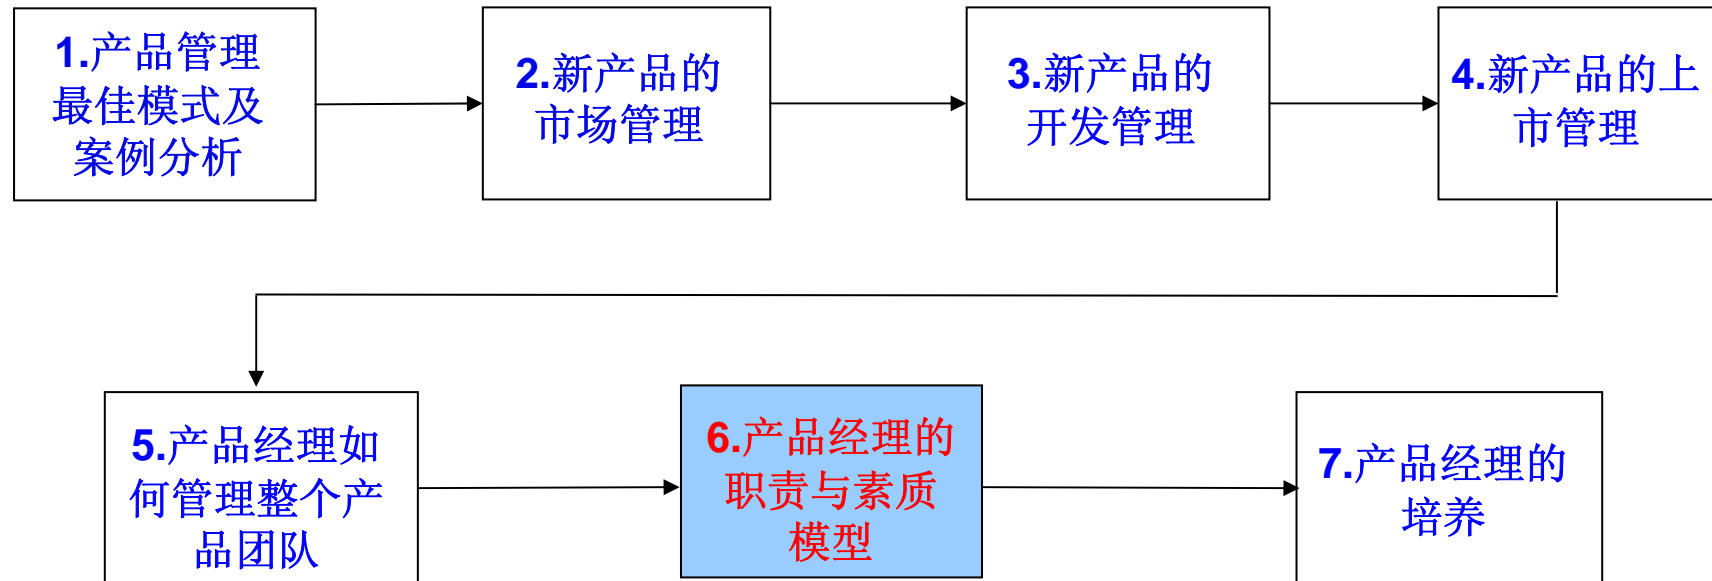 1.产品管理
最佳模式及
案例分析
2.新产品的
市场管理
3.新产品的
开发管理
4.新产品的上
市管理
5.产品经理如
何管理整个产
品团队
6.产品经理的
职责与素质
模型
7.产品经理的
培养